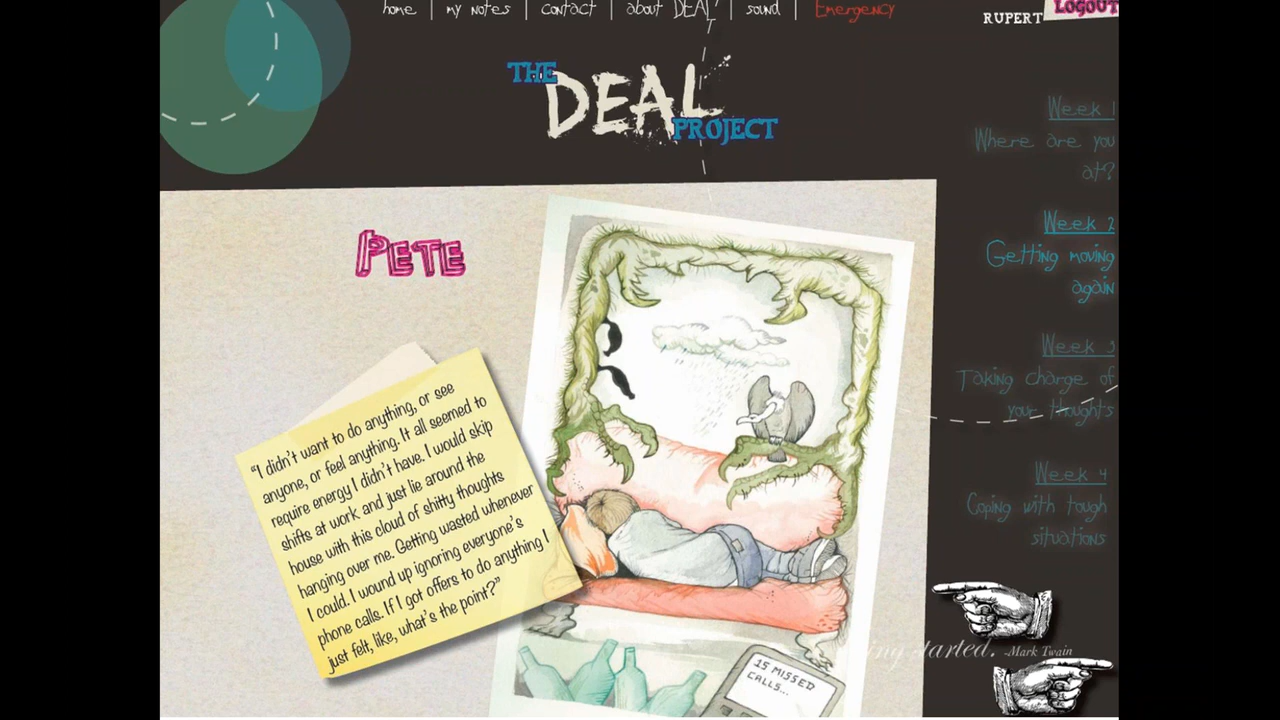 home | my notes | contact | about DEAL? | sound | Emergency
RUPERT LOGOUT
THE
DEAL
PROJECT
Week 1
Where are you
at?
Week 2
Getting moving
again
Week 3
Taking charge of
your thoughts
Week 4
Coping with tough
situations
PETE
"I didn't want to do anything, or see
anyone, or feel anything. It all seemed to
require energy I didn't have. I would skip
shifts at work and just lie around the
house with this cloud of shitty thoughts
hanging over me. Getting wasted whenever
I could. I wound up ignoring everyone's
phone calls. If I got offers to do anything I
just felt, like, what's the point?"
15 MISSED
CALLS...
started. -Mark Twain